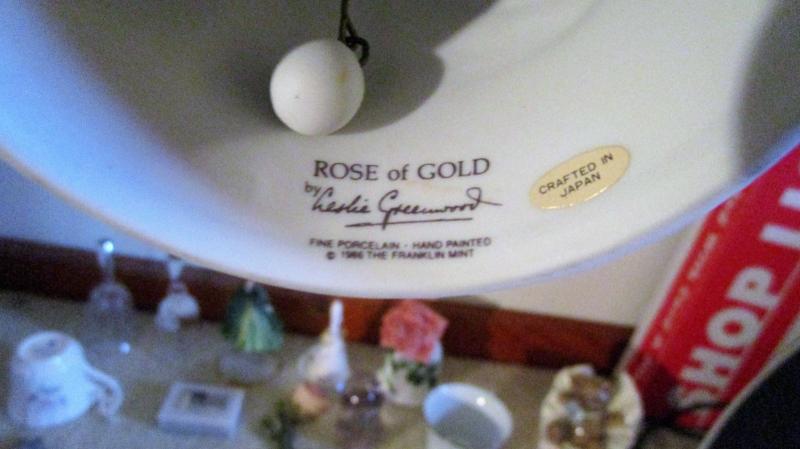 ROSE of GOLD
by Leslie Greenwood
FINE PORCELAIN · HAND PAINTED
© 1986 THE FRANKLIN MINT
CRAFTED IN
JAPAN
SHOP